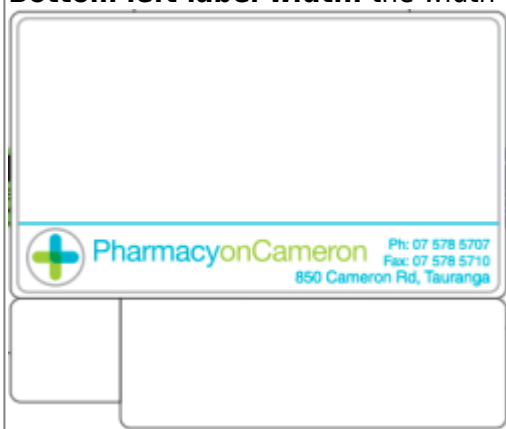 Bottom left label width: the width
PharmacyonCameron
Ph: 07 578 5707
Fax: 07 578 5710
850 Cameron Rd, Tauranga